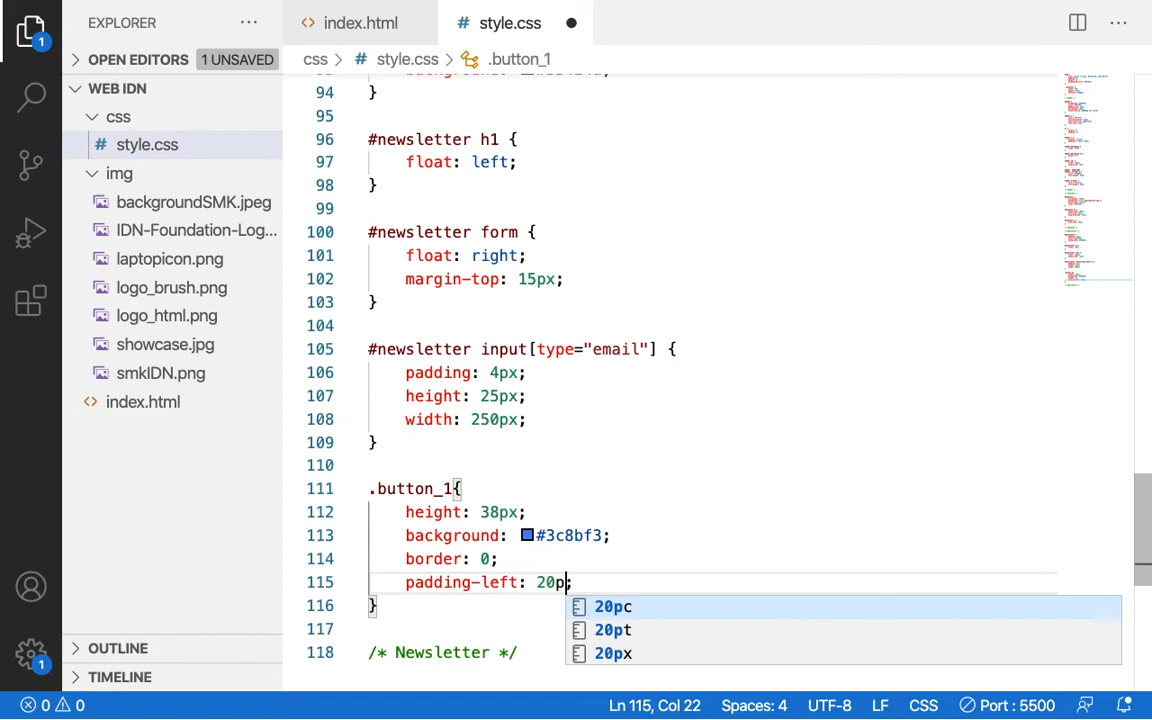 EXPLORER
index.html
# style.css
1
OPEN EDITORS 1 UNSAVED
css # style.css .button_1
WEB IDN
css
# style.css
img
backgroundSMK.jpeg
IDN-Foundation-Log...
laptopicon.png
logo_brush.png
logo_html.png
showcase.jpg
smkIDN.png
index.html
94 }
95
96 #newsletter h1 {
97 float: left;
98 }
99
100 #newsletter form {
101 float: right;
102 margin-top: 15px;
103 }
104
105 #newsletter input[type="email"] {
106 padding: 4px;
107 height: 25px;
108 width: 250px;
109 }
110
111 .button_1{
112 height: 38px;
113 background: #3c8bf3;
114 border: 0;
115 padding-left: 20p;
116 }
20pc
20pt
20px
117
118 /* Newsletter */
OUTLINE
TIMELINE
1
0 0
Ln 115, Col 22 Spaces: 4 UTF-8 LF CSS Port : 5500